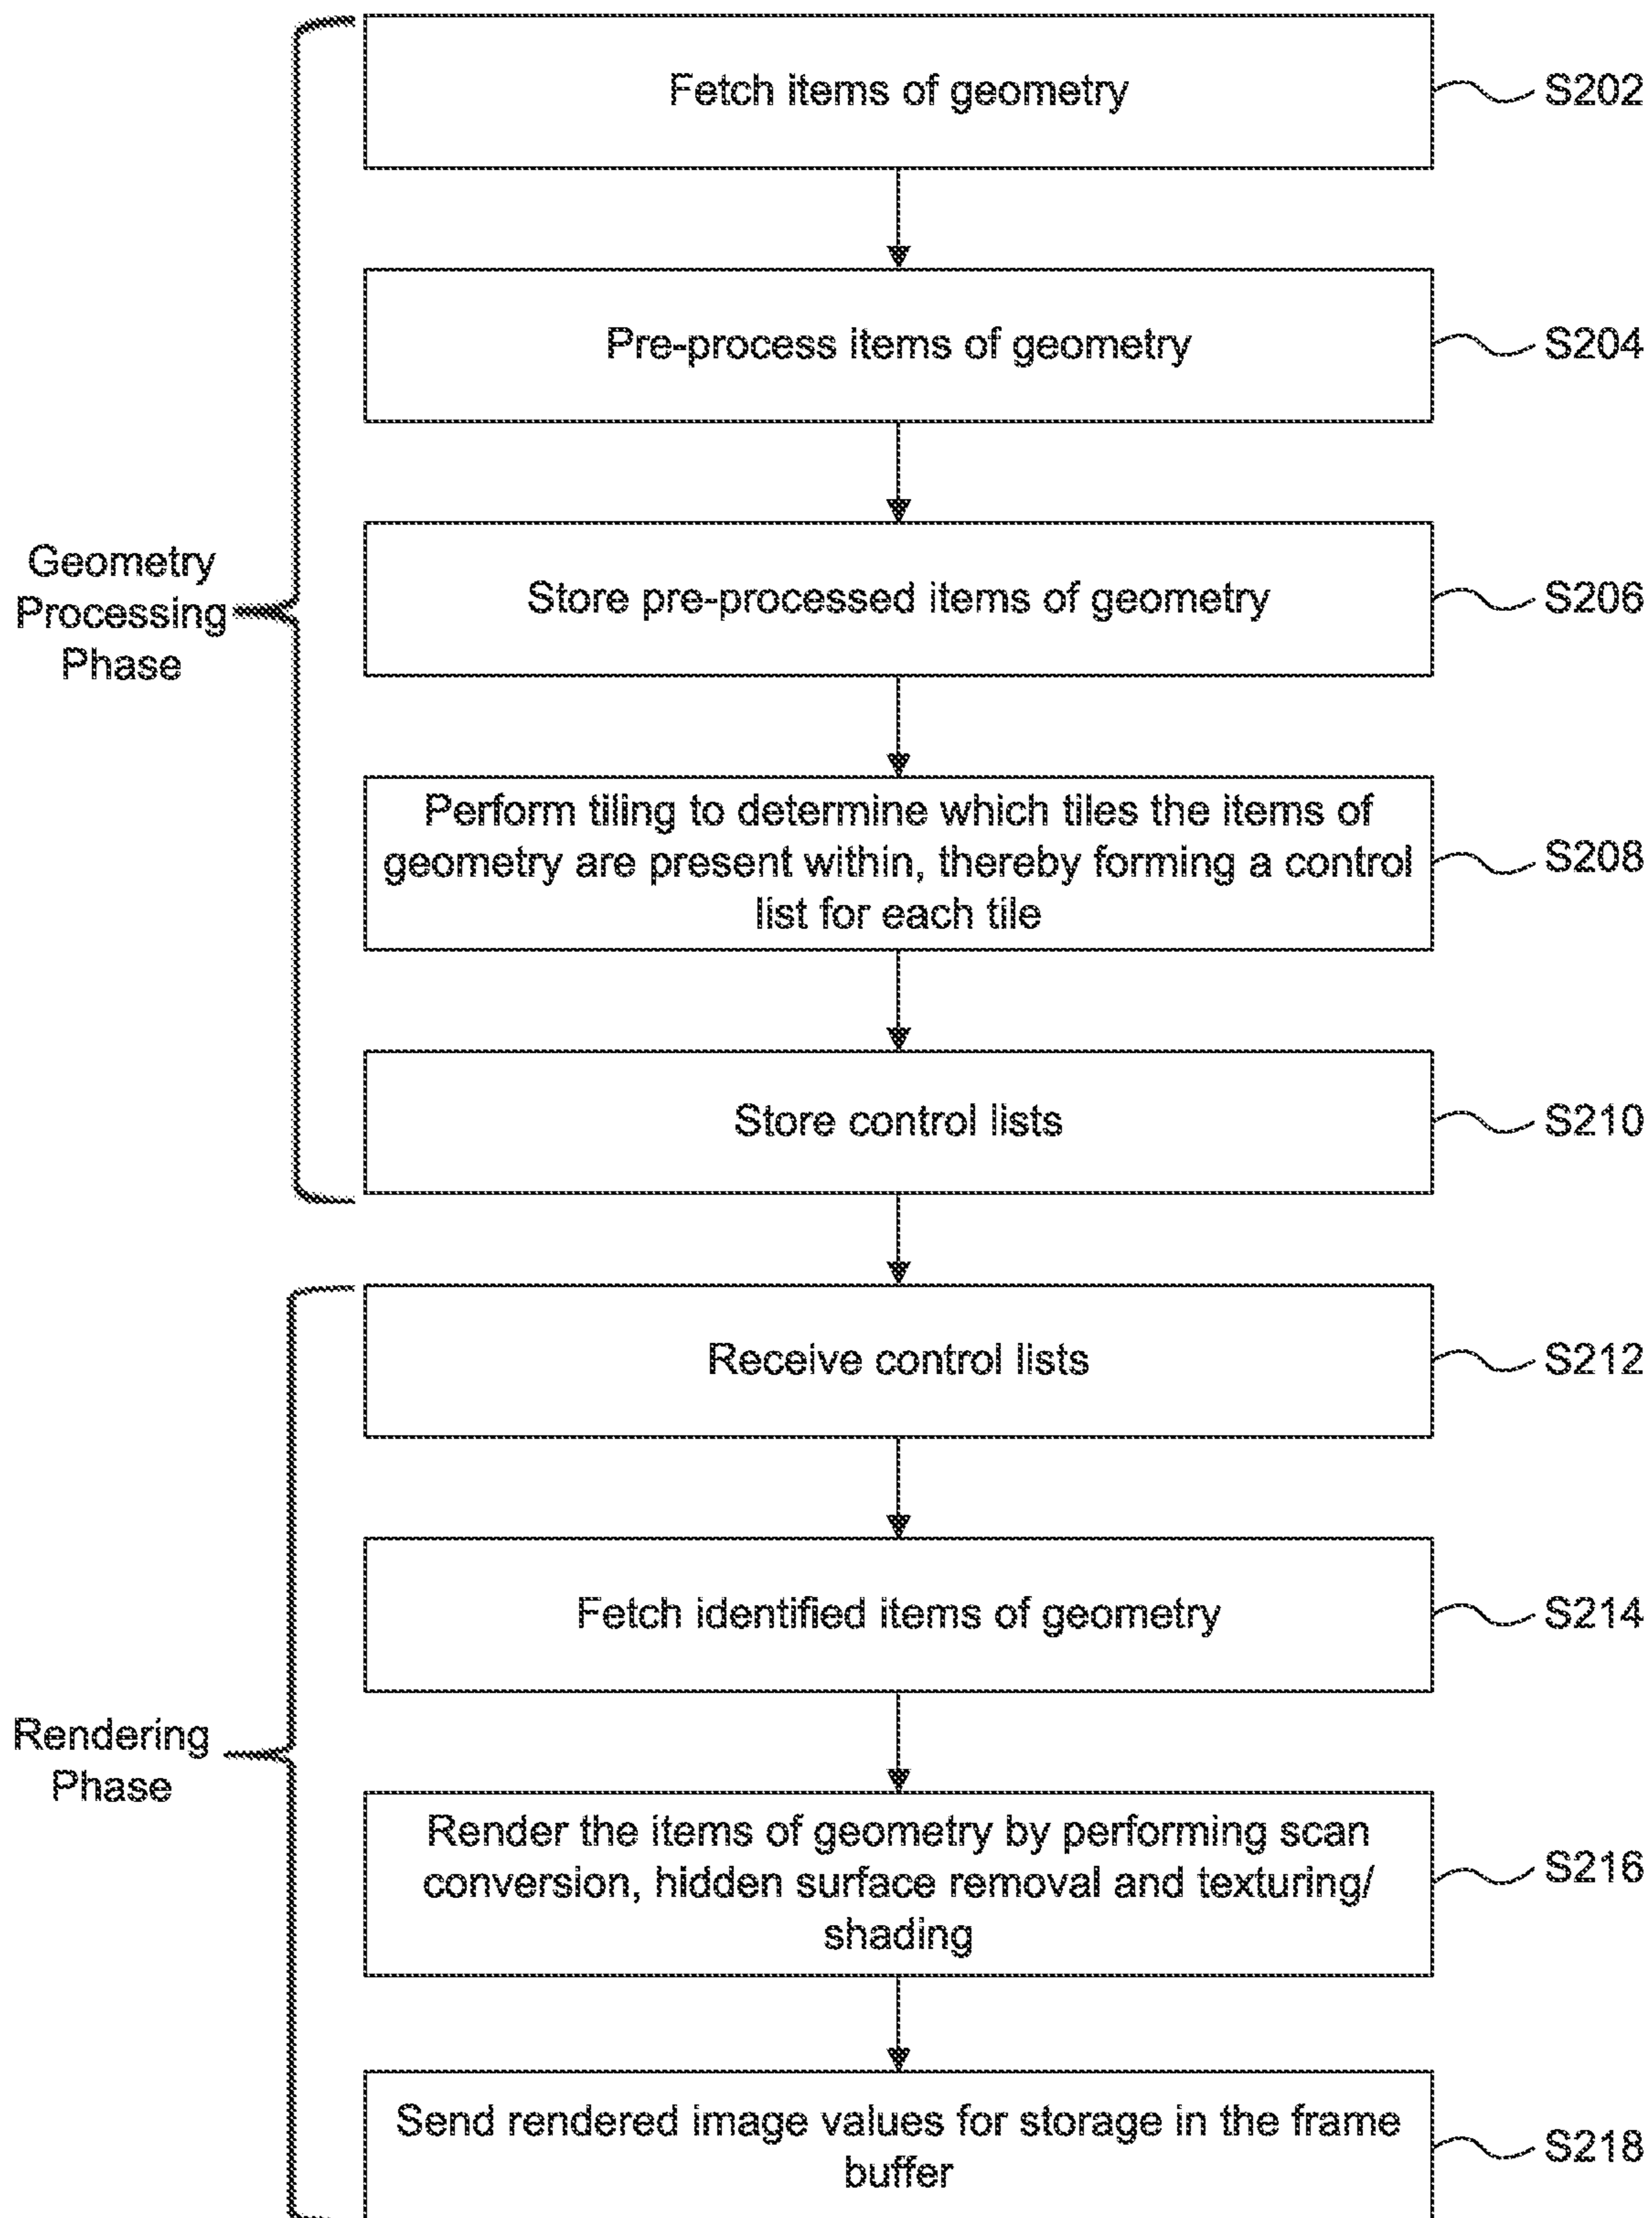 Fetch items of geometry
S202
Pre-process items of geometry
S204
Geometry
Processing
Phase
Store pre-processed items of geometry
S206
Perform tiling to determine which tiles the items of
geometry are present within, thereby forming a control
list for each tile
S208
Store control lists
S210
Receive control lists
S212
Fetch identified items of geometry
S214
Rendering
Phase
Render the items of geometry by performing scan
conversion, hidden surface removal and texturing/
shading
S216
Send rendered image values for storage in the frame
buffer
S218